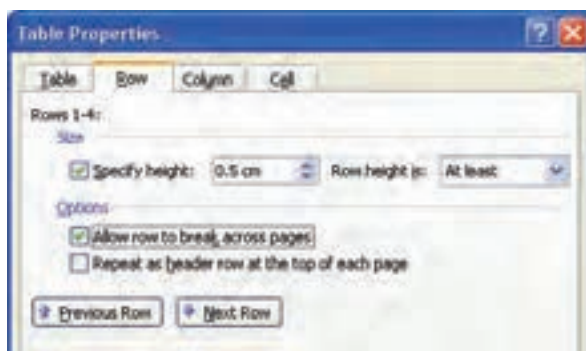 Table Properties
Table Row Column Cell
Rows 1-4:
Size
Specify height: 0.5 cm Row height is: At least
Options
Allow row to break across pages
Repeat as header row at the top of each page
Previous Row Next Row